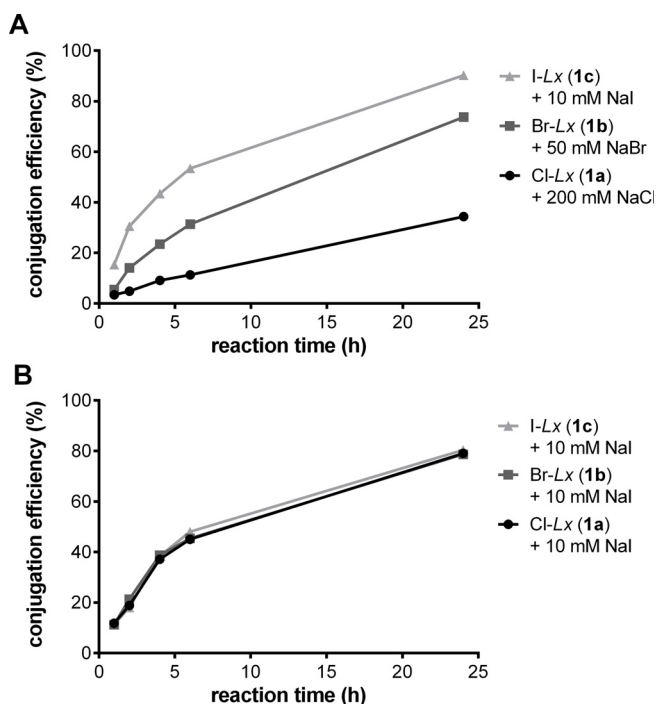 A
conjugation efficiency (%)
100
80
60
40
20
0
0 5 10 15 20 25
reaction time (h)
I-Lx (1c)
+ 10 mM NaI
Br-Lx (1b)
+ 50 mM NaBr
Cl-Lx (1a)
+ 200 mM NaCl
B
conjugation efficiency (%)
100
80
60
40
20
0
0 5 10 15 20 25
reaction time (h)
I-Lx (1c)
+ 10 mM NaI
Br-Lx (1b)
+ 10 mM NaI
Cl-Lx (1a)
+ 10 mM NaI